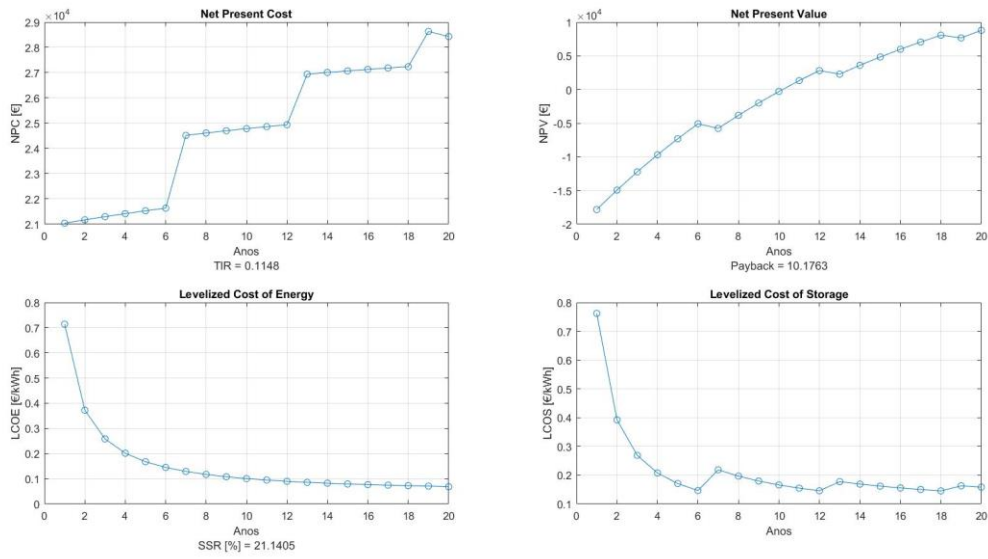 Net Present Cost
×10⁴
2.9
2.8
2.7
2.6
2.5
2.4
2.3
2.2
2.1
NPC [€]
0 2 4 6 8 10 12 14 16 18 20
Anos
TIR = 0.1148
Net Present Value
×10⁴
1
0.5
0
-0.5
-1
-1.5
-2
NPV [€]
0 2 4 6 8 10 12 14 16 18 20
Anos
Payback = 10.1763
Levelized Cost of Energy
0.8
0.7
0.6
0.5
0.4
0.3
0.2
0.1
0
LCOE [€/kWh]
0 2 4 6 8 10 12 14 16 18 20
Anos
SSR [%] = 21.1405
Levelized Cost of Storage
0.8
0.7
0.6
0.5
0.4
0.3
0.2
0.1
LCOS [€/kWh]
0 2 4 6 8 10 12 14 16 18 20
Anos